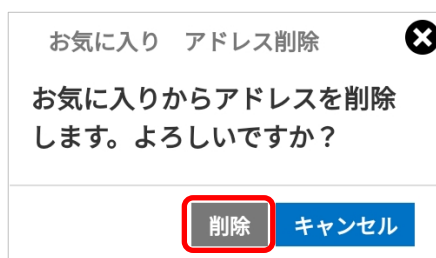 お気に入り　アドレス削除
お気に入りからアドレスを削除
します。よろしいですか？
削除　キャンセル